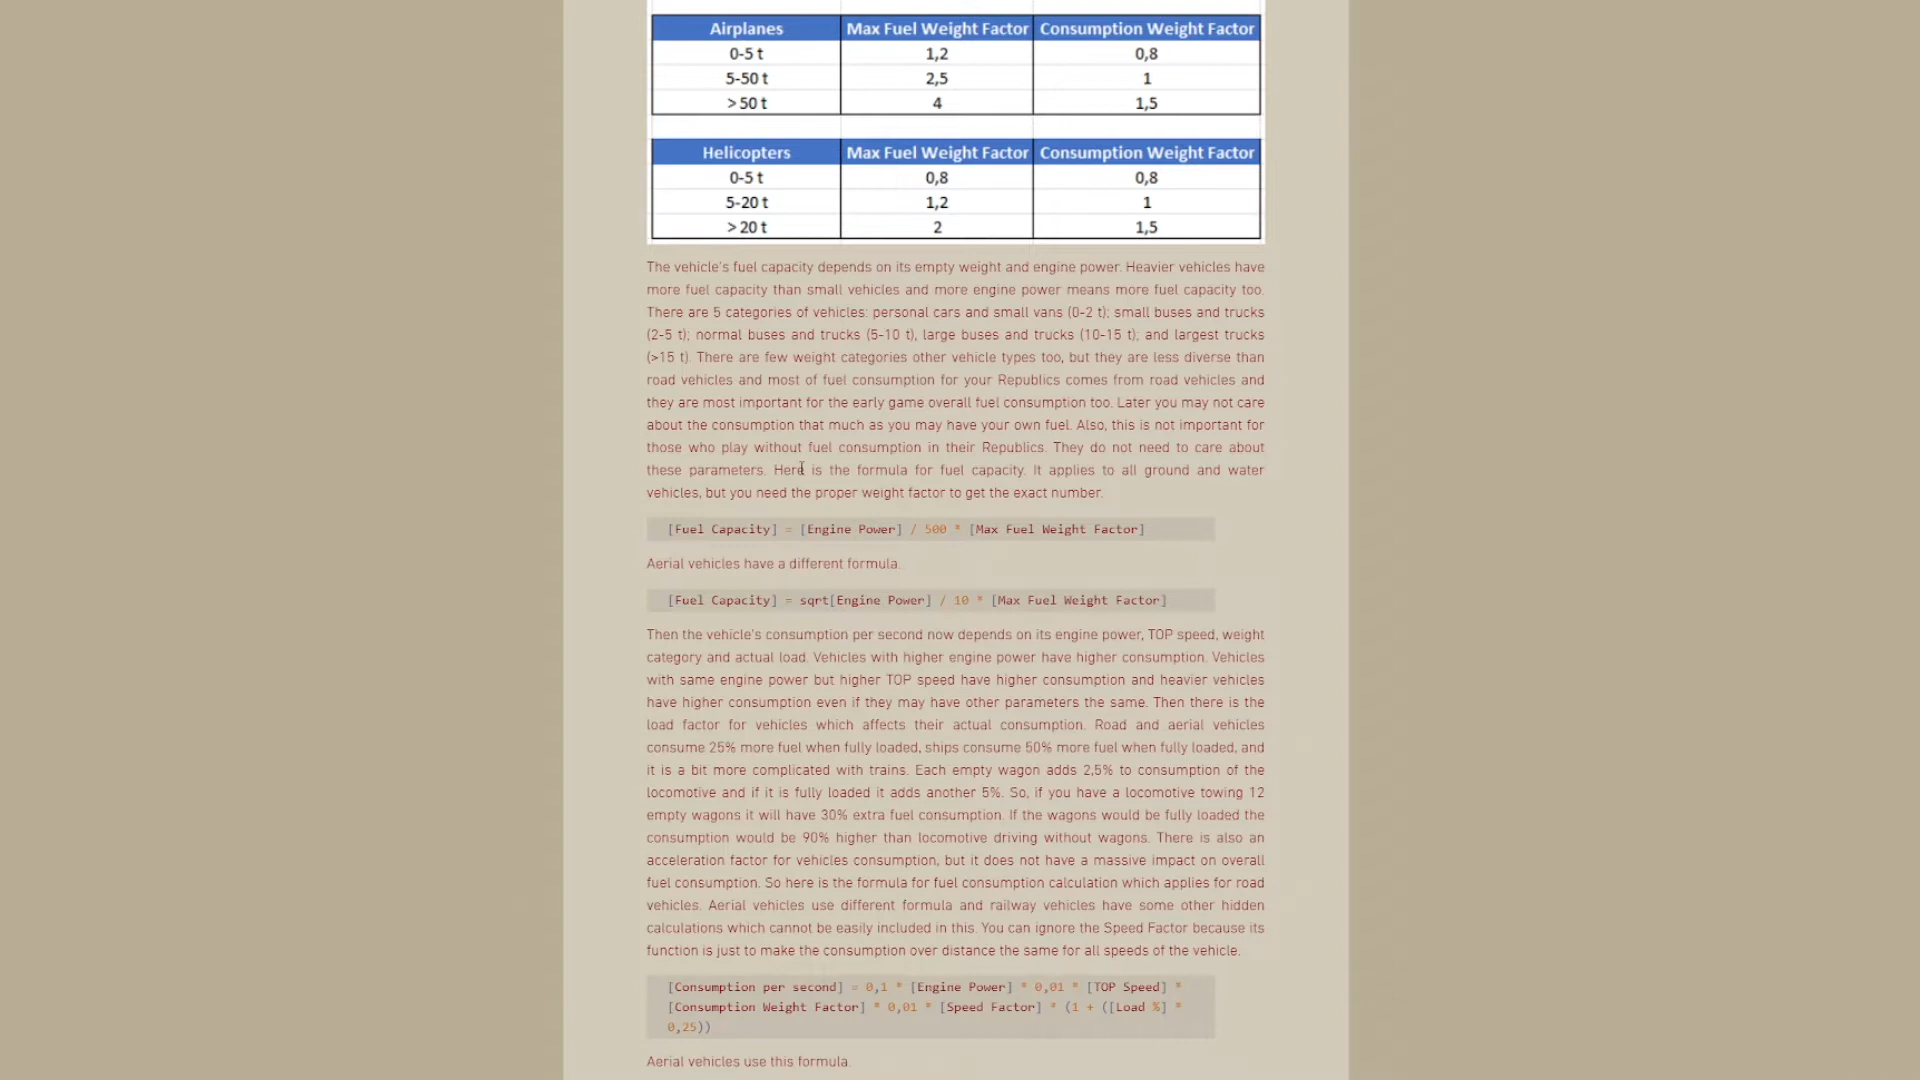 Airplanes Max Fuel Weight Factor Consumption Weight Factor
0-5 t 1,2 0,8
5-50 t 2,5 1
> 50 t 4 1,5
Helicopters Max Fuel Weight Factor Consumption Weight Factor
0-5 t 0,8 0,8
5-20 t 1,2 1
> 20 t 2 1,5
The vehicle's fuel capacity depends on its empty weight and engine power. Heavier vehicles have
more fuel capacity than small vehicles and more engine power means more fuel capacity too.
There are 5 categories of vehicles: personal cars and small vans (0-2 t); small buses and trucks
(2-5 t); normal buses and trucks (5-10 t), large buses and trucks (10-15 t); and largest trucks
(>15 t). There are few weight categories other vehicle types too, but they are less diverse than
road vehicles and most of fuel consumption for your Republics comes from road vehicles and
they are most important for the early game overall fuel consumption too. Later you may not care
about the consumption that much as you may have your own fuel. Also, this is not important for
those who play without fuel consumption in their Republics. They do not need to care about
these parameters. Here is the formula for fuel capacity. It applies to all ground and water
vehicles, but you need the proper weight factor to get the exact number.
[Fuel Capacity] = [Engine Power] / 500 * [Max Fuel Weight Factor]
Aerial vehicles have a different formula.
[Fuel Capacity] = sqrt[Engine Power] / 10 * [Max Fuel Weight Factor]
Then the vehicle's consumption per second now depends on its engine power, TOP speed, weight
category and actual load. Vehicles with higher engine power have higher consumption. Vehicles
with same engine power but higher TOP speed have higher consumption and heavier vehicles
have higher consumption even if they may have other parameters the same. Then there is the
load factor for vehicles which affects their actual consumption. Road and aerial vehicles
consume 25% more fuel when fully loaded, ships consume 50% more fuel when fully loaded, and
it is a bit more complicated with trains. Each empty wagon adds 2,5% to consumption of the
locomotive and if it is fully loaded it adds another 5%. So, if you have a locomotive towing 12
empty wagons it will have 30% extra fuel consumption. If the wagons would be fully loaded the
consumption would be 90% higher than locomotive driving without wagons. There is also an
acceleration factor for vehicles consumption, but it does not have a massive impact on overall
fuel consumption. So here is the formula for fuel consumption calculation which applies for road
vehicles. Aerial vehicles use different formula and railway vehicles have some other hidden
calculations which cannot be easily included in this. You can ignore the Speed Factor because its
function is just to make the consumption over distance the same for all speeds of the vehicle.
[Consumption per second] = 0,1 * [Engine Power] * 0,01 * [TOP Speed] *
[Consumption Weight Factor] * 0,01 * [Speed Factor] * (1 + ([Load %] *
0,25))
Aerial vehicles use this formula.